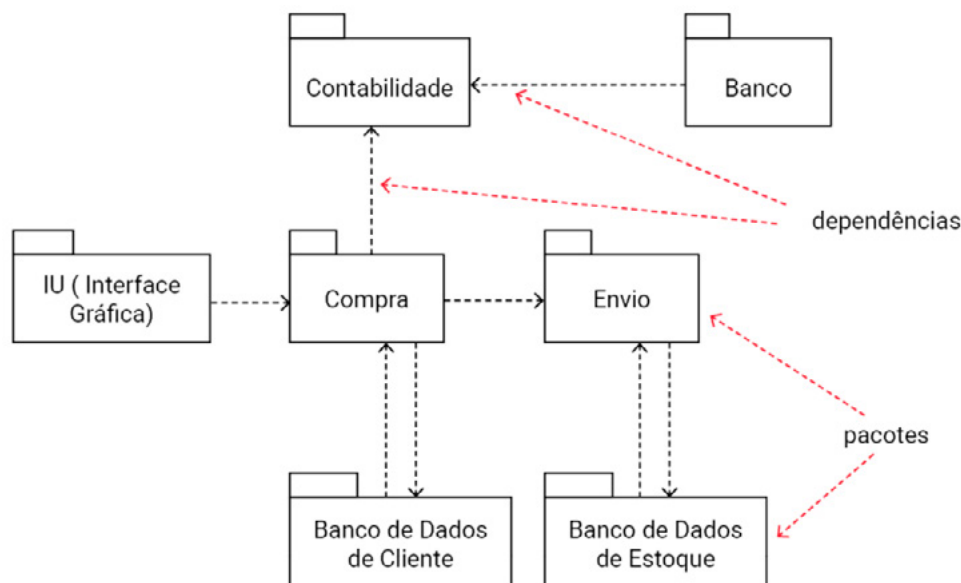 Contabilidade
Banco
dependências
IU ( Interface
Gráfica)
Compra
Envio
pacotes
Banco de Dados
de Cliente
Banco de Dados
de Estoque